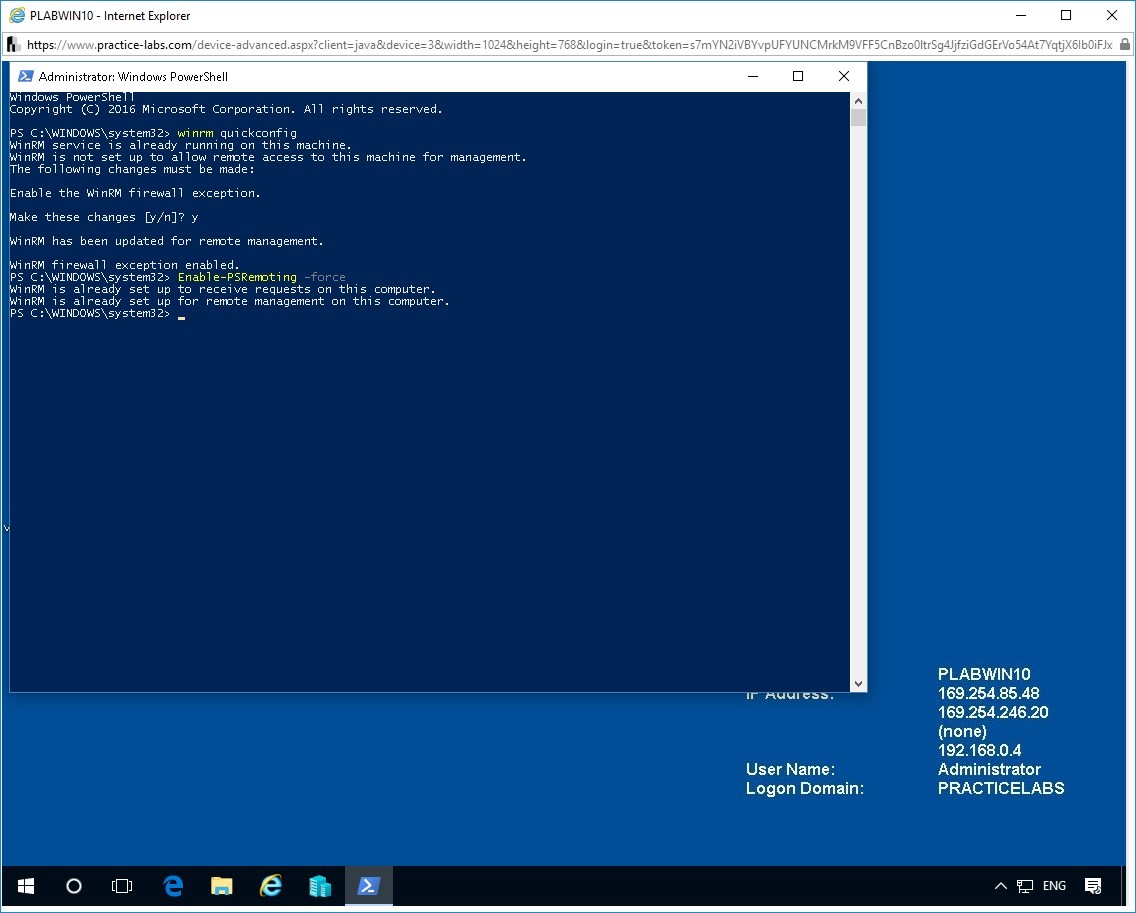 PLABWIN10 - Internet Explorer
https://www.practice-labs.com/device-advanced.aspx?client=java&device=3&width=1024&height=768&login=true&token=s7mYN2iVBYvpUFYUNCMrkM9VFF5CnBzo0ItrSg4JjfziGdGErVo54At7YqtjX6lb0iFJx
Administrator: Windows PowerShell
Windows PowerShell
Copyright (C) 2016 Microsoft Corporation. All rights reserved.
PS C:\WINDOWS\system32> winrm quickconfig
WinRM service is already running on this machine.
WinRM is not set up to allow remote access to this machine for management.
The following changes must be made:
Enable the WinRM firewall exception.
Make these changes [y/n]? y
WinRM has been updated for remote management.
WinRM firewall exception enabled.
PS C:\WINDOWS\system32> Enable-PSRemoting -force
WinRM is already set up to receive requests on this computer.
WinRM is already set up for remote management on this computer.
PS C:\WINDOWS\system32>
PLABWIN10
IP Address: 169.254.85.48
169.254.246.20
(none)
192.168.0.4
User Name: Administrator
Logon Domain: PRACTICELABS
ENG